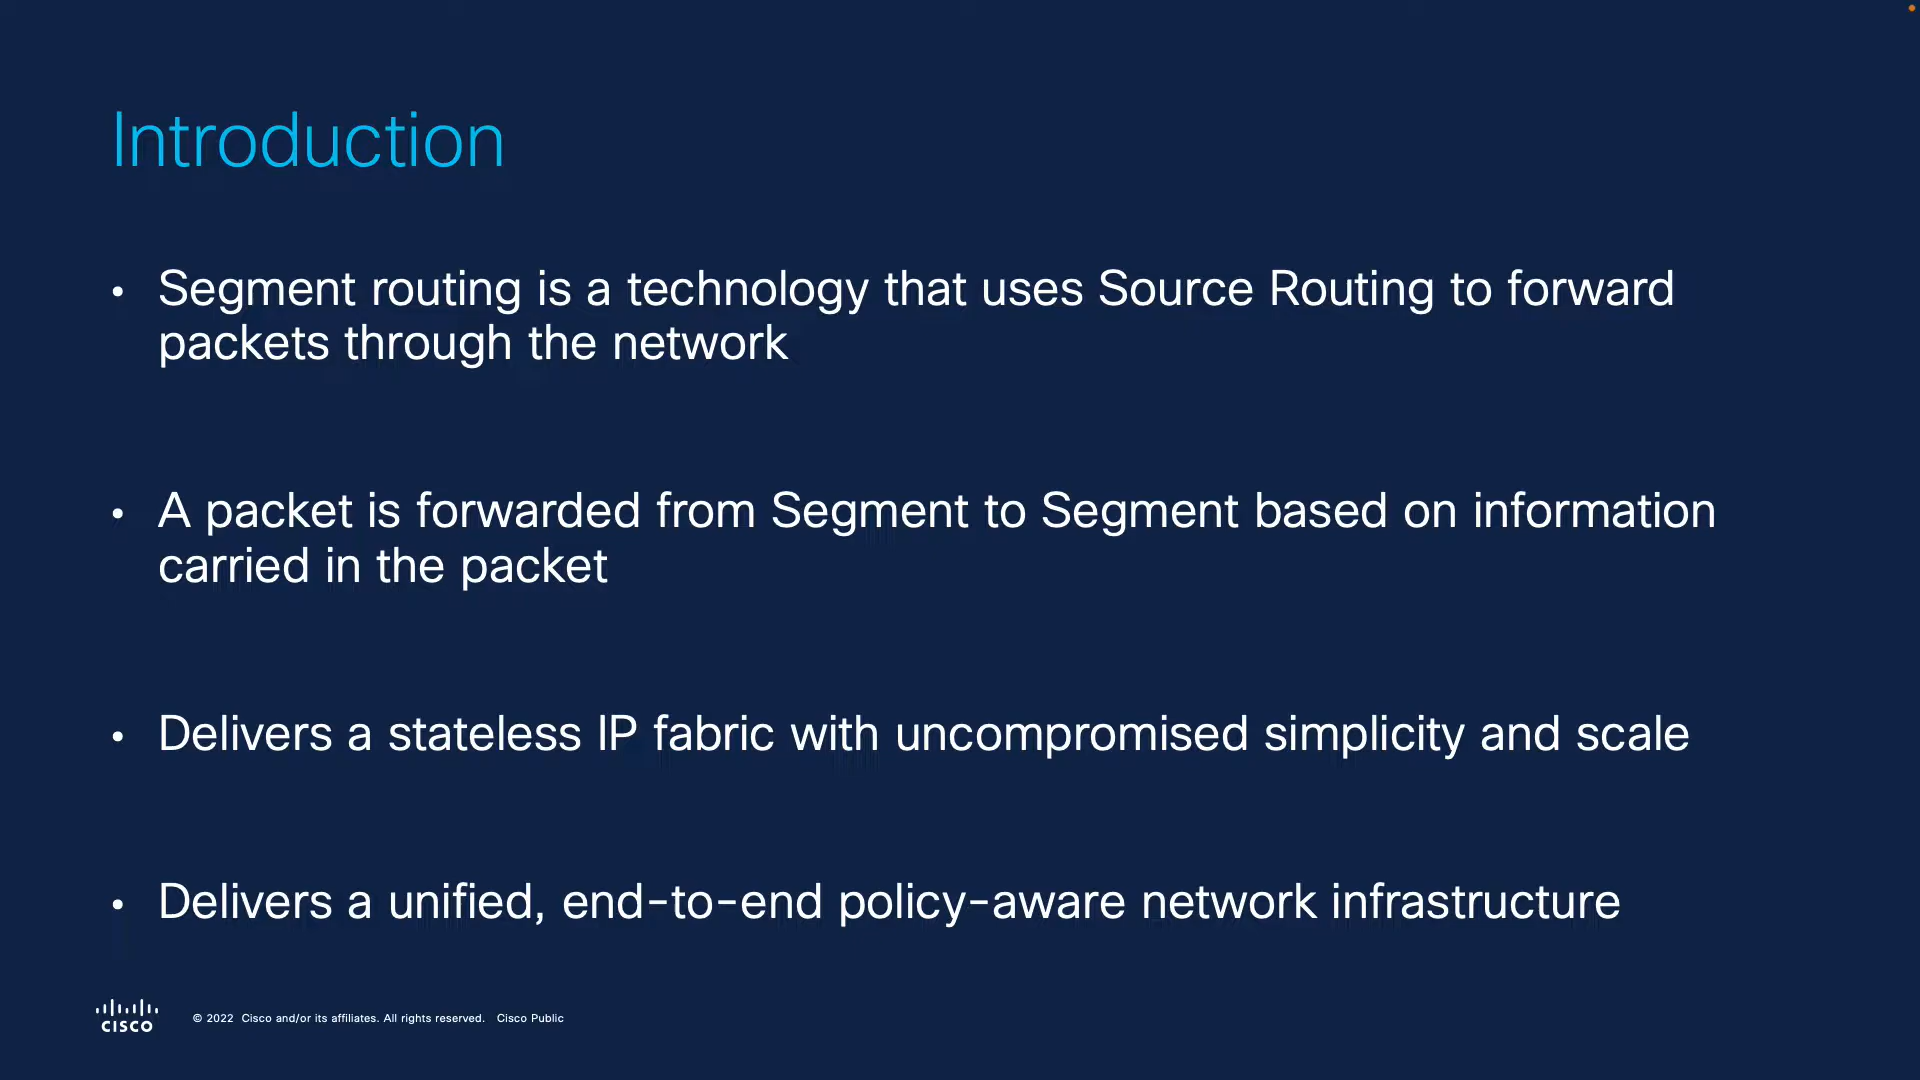 Introduction
• Segment routing is a technology that uses Source Routing to forward
packets through the network
• A packet is forwarded from Segment to Segment based on information
carried in the packet
• Delivers a stateless IP fabric with uncompromised simplicity and scale
• Delivers a unified, end-to-end policy-aware network infrastructure
CISCO © 2022 Cisco and/or its affiliates. All rights reserved. Cisco Public